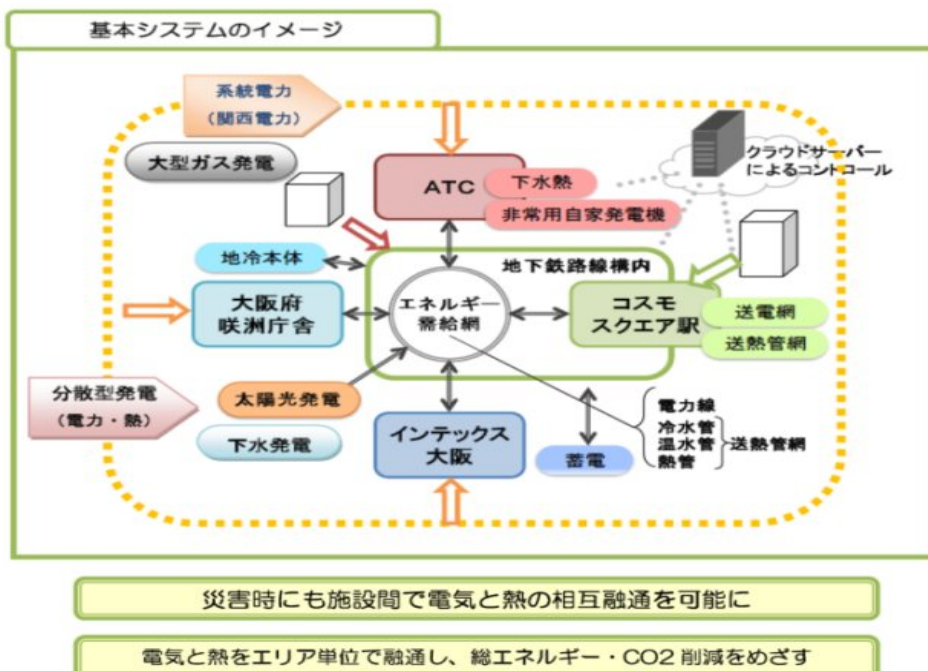 基本システムのイメージ
系統電力
(関西電力)
大型ガス発電
ATC
下水熱
非常用自家発電機
クラウドサーバー
によるコントロール
地冷本体
地下鉄路線構内
大阪府
咲洲庁舎
エネルギー
需給網
コスモ
スクエア駅
送電網
送熱管網
分散型発電
(電力・熱)
太陽光発電
下水発電
インテックス
大阪
蓄電
電力線
冷水管
温水管
熱管
送熱管網
災害時にも施設間で電気と熱の相互融通を可能に
電気と熱をエリア単位で融通し、総エネルギー・CO2 削減をめざす